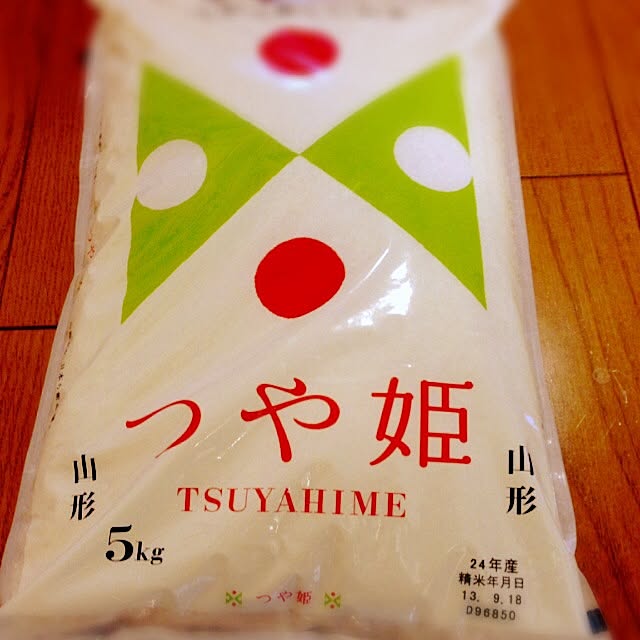 つや姫
山形
山形
TSUYAHIME
5kg
24年産
精米年月日
13. 9.18
096850
つや姫